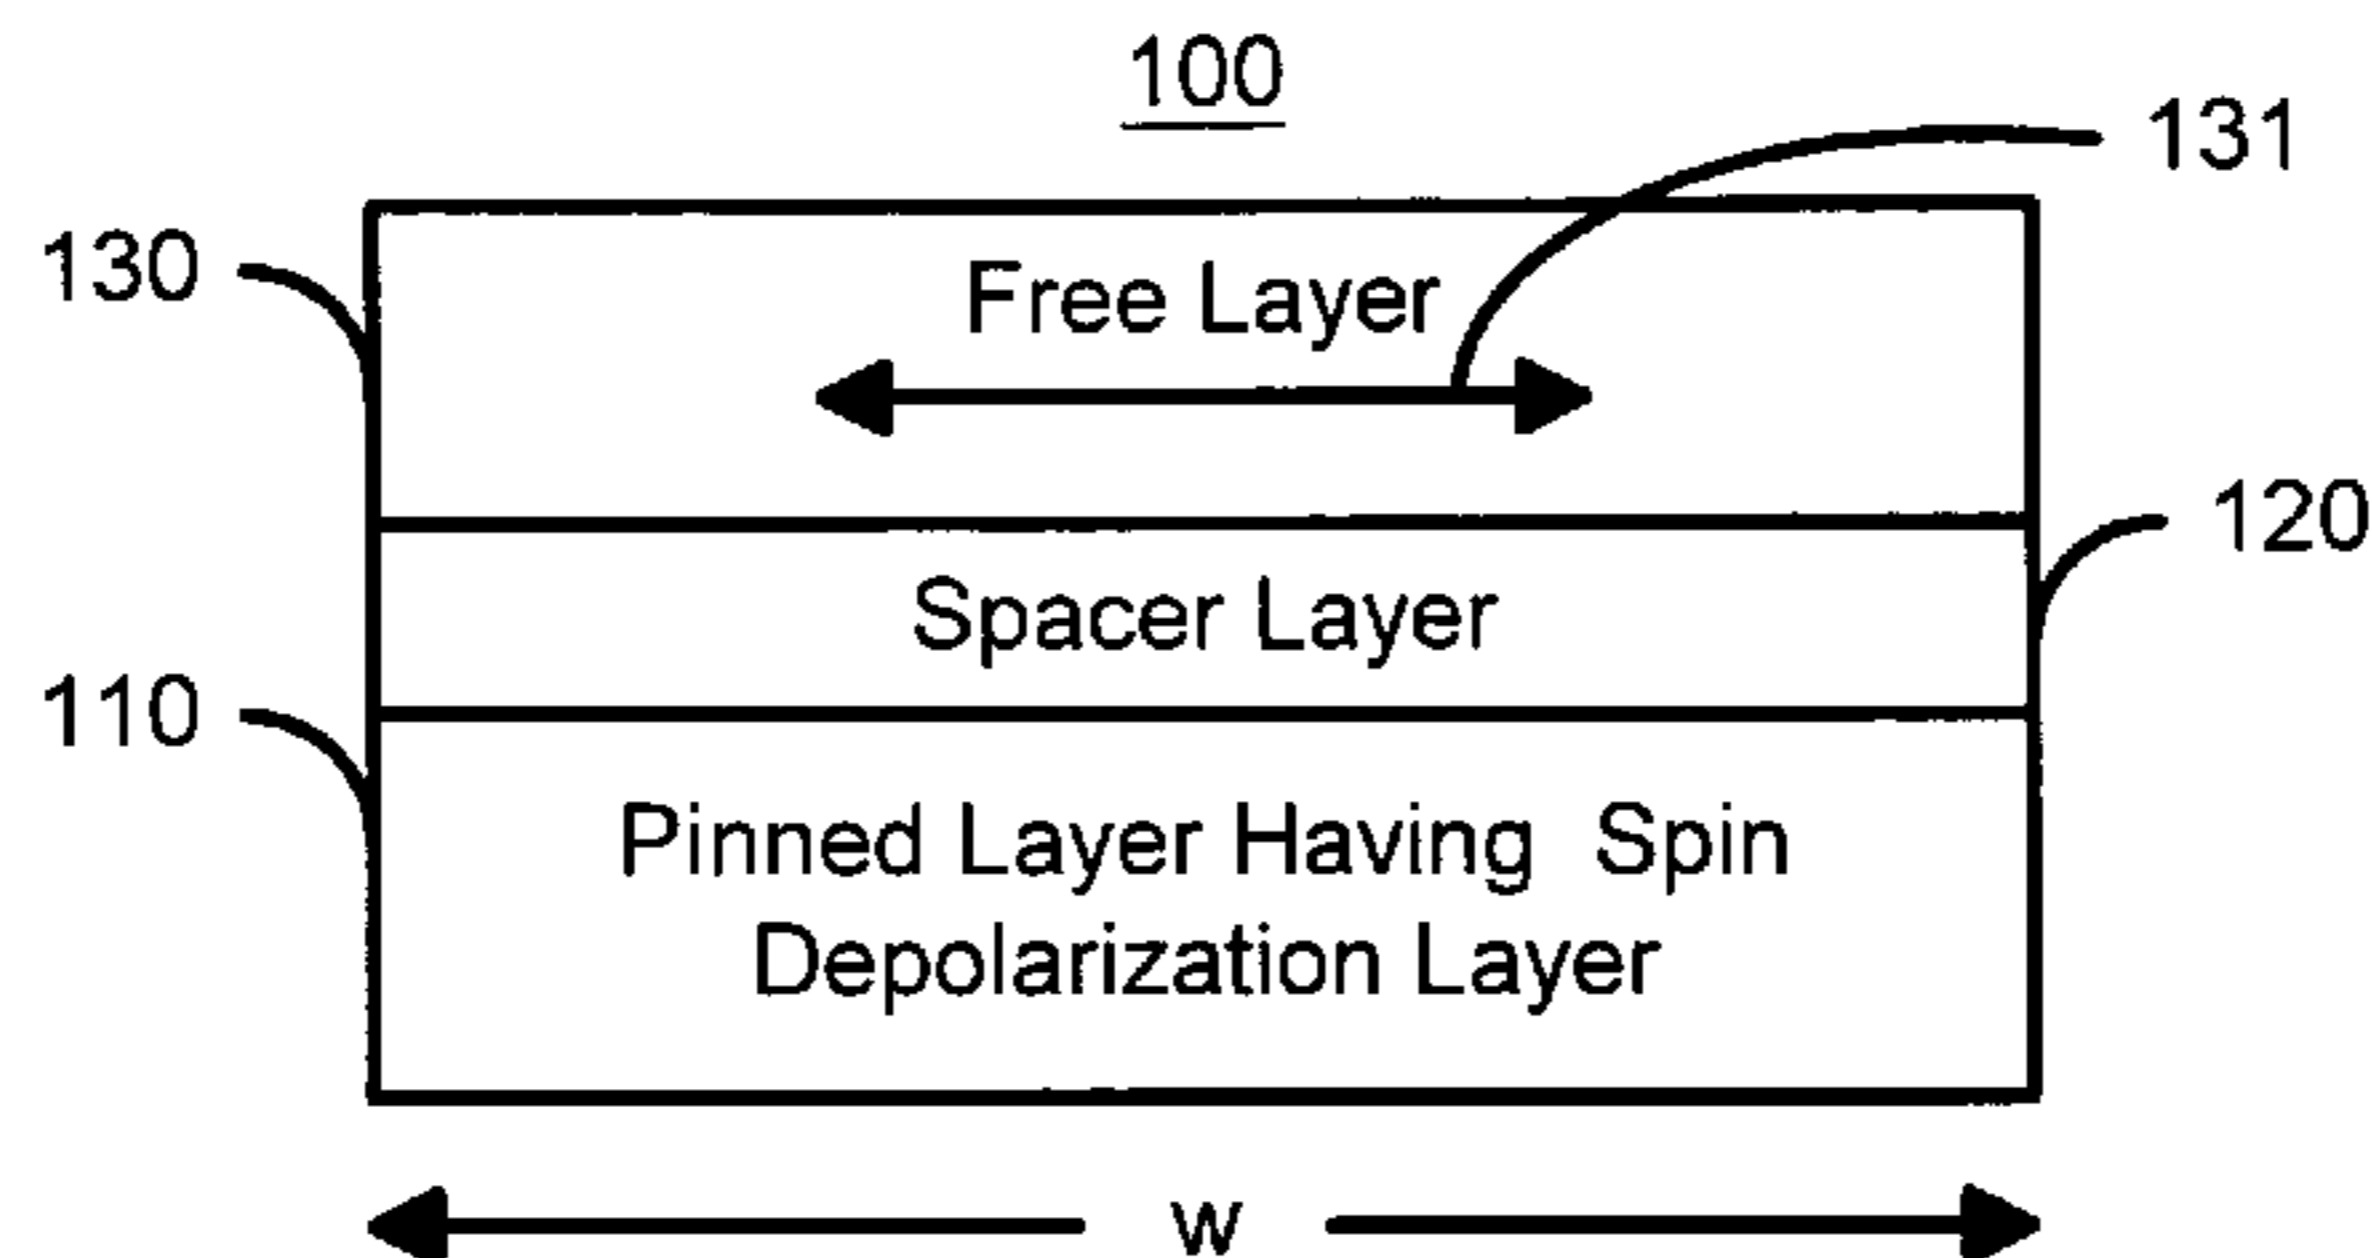 100
131
130
Free Layer
120
Spacer Layer
110
Pinned Layer Having Spin
Depolarization Layer
w